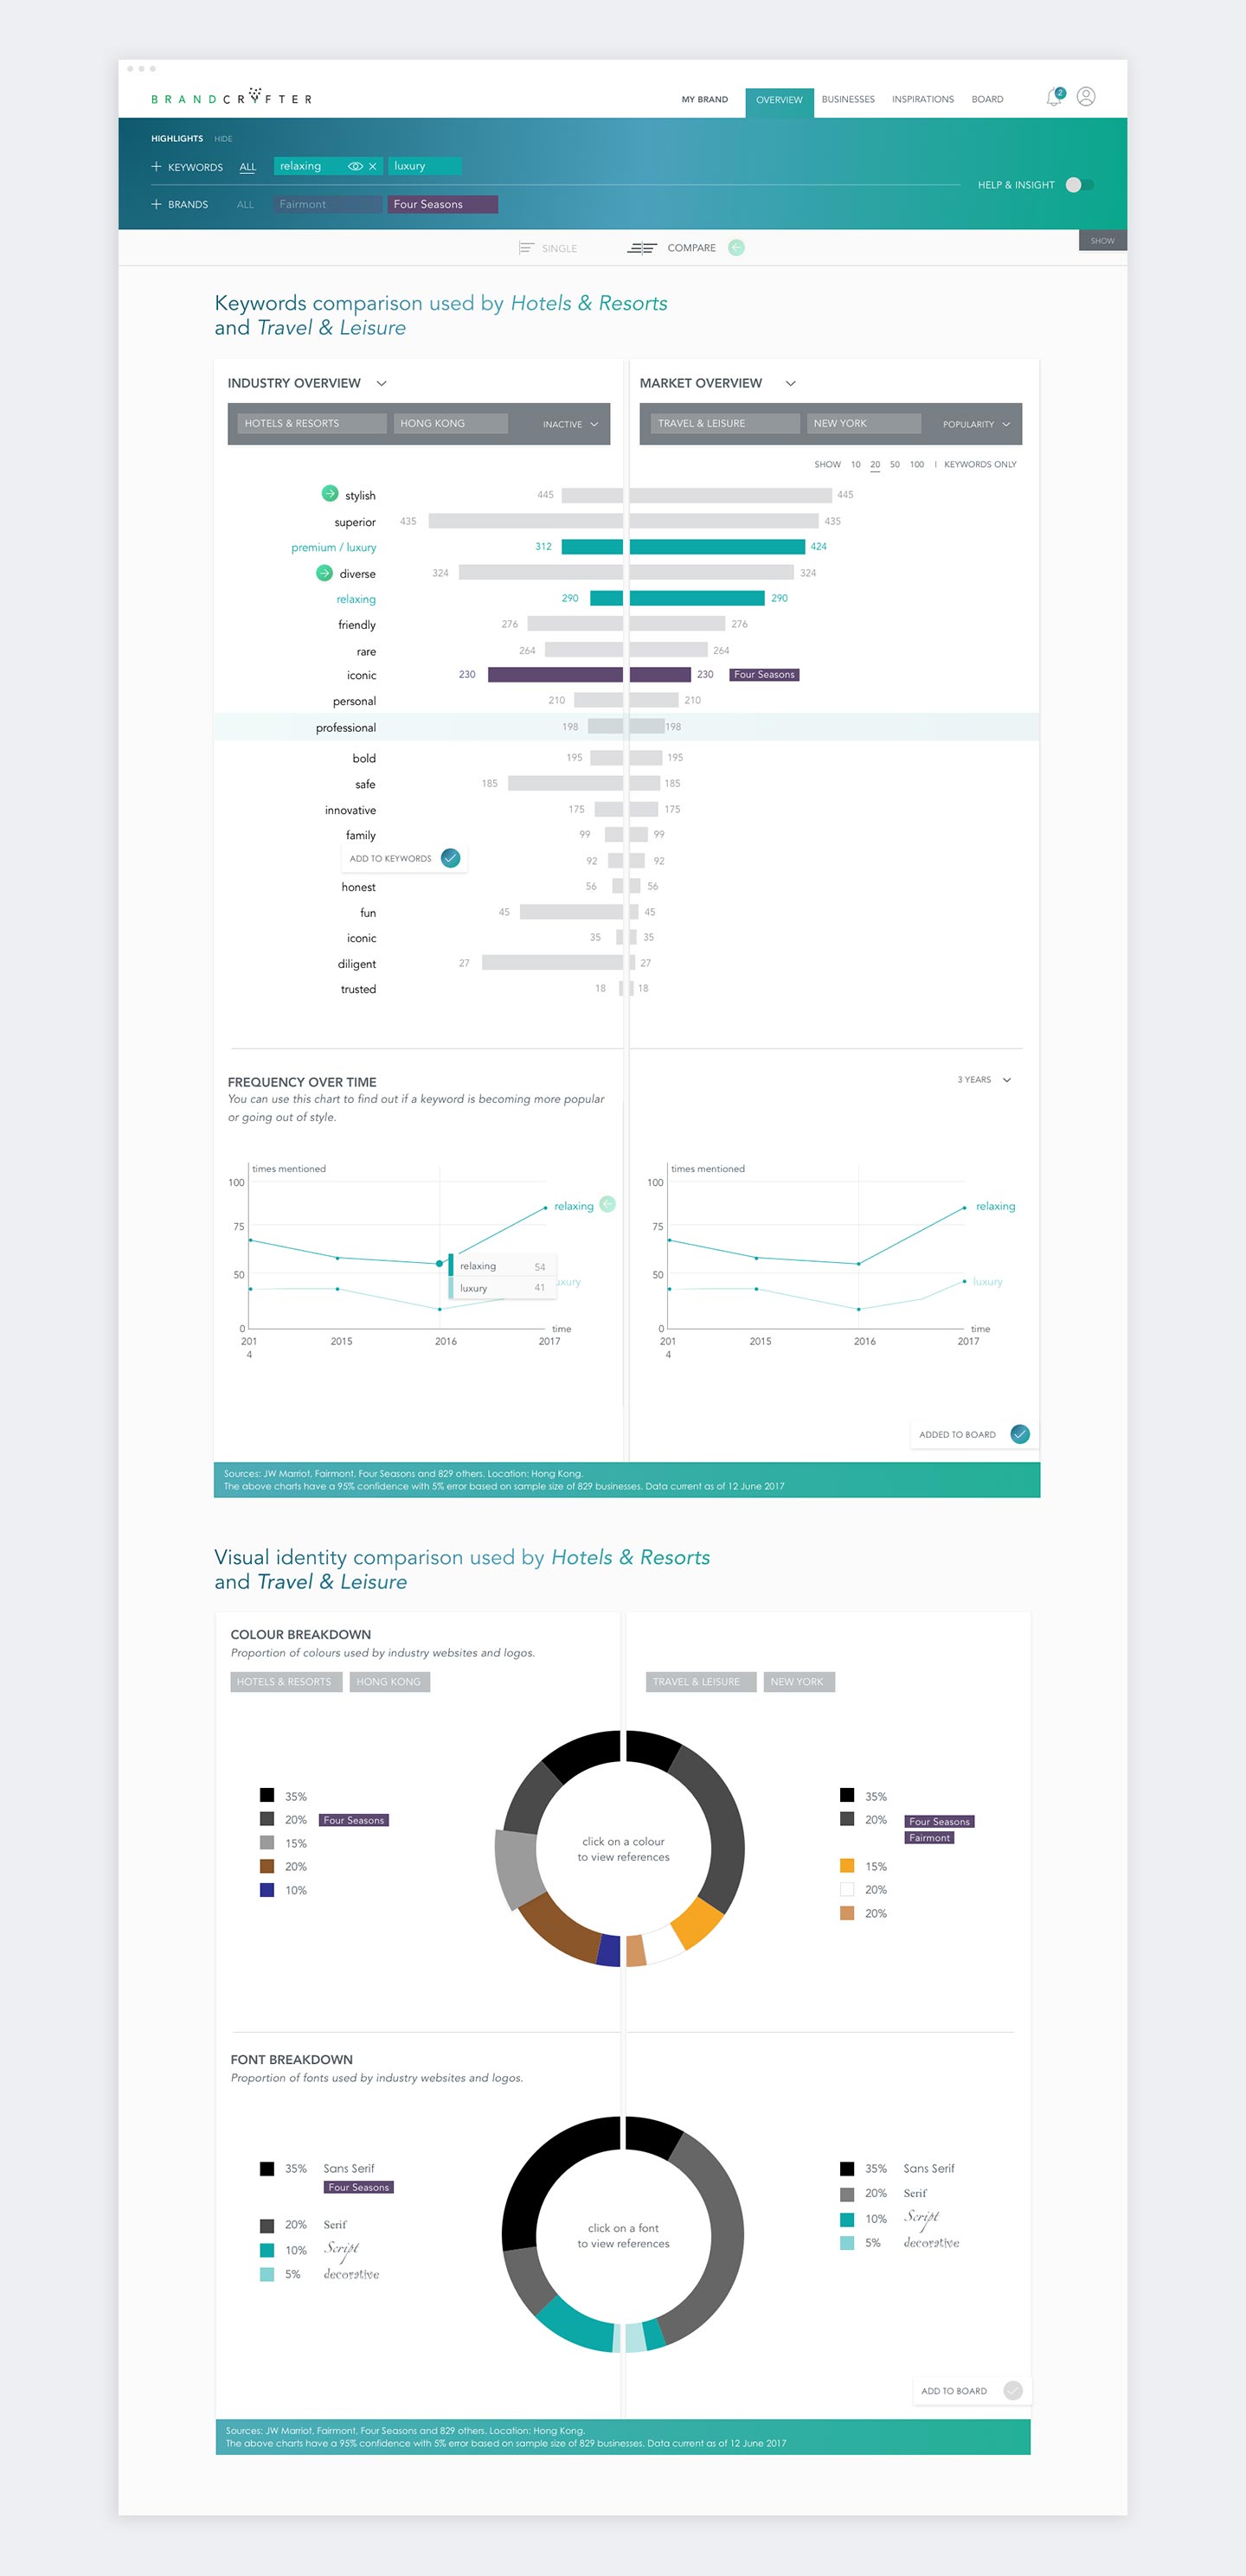 BRANDCRAFTER
MY BRAND OVERVIEW BUSINESSES INSPIRATIONS BOARD 2
HIGHLIGHTS HIDE
+ KEYWORDS ALL relaxing × luxury
HELP & INSIGHT
+ BRANDS ALL Fairmont Four Seasons
SINGLE COMPARE SHOW
Keywords comparison used by Hotels & Resorts
and Travel & Leisure
INDUSTRY OVERVIEW MARKET OVERVIEW
HOTELS & RESORTS HONG KONG INACTIVE TRAVEL & LEISURE NEW YORK POPULARITY
SHOW 10 20 50 100 | KEYWORDS ONLY
stylish 445 445
superior 435 435
premium / luxury 312 424
diverse 324 324
relaxing 290 290
friendly 276 276
rare 264 264
iconic 230 230 Four Seasons
personal 210 210
professional 198 198
bold 195 195
safe 185 185
innovative 175 175
family 99 99
ADD TO KEYWORDS 92 92
honest 56 56
fun 45 45
iconic 35 35
diligent 27 27
trusted 18 18
FREQUENCY OVER TIME 3 YEARS
You can use this chart to find out if a keyword is becoming more popular
or going out of style.
times mentioned
100
75
50
0
relaxing
relaxing 54
luxury 41
uxury
time
201
4 2015 2016 2017
times mentioned
100
75
50
0
relaxing
luxury
time
201
4 2015 2016 2017
ADDED TO BOARD
Sources: JW Marriot, Fairmont, Four Seasons and 829 others. Location: Hong Kong.
The above charts have a 95% confidence with 5% error based on sample size of 829 businesses. Data current as of 12 June 2017
Visual identity comparison used by Hotels & Resorts
and Travel & Leisure
COLOUR BREAKDOWN
Proportion of colours used by industry websites and logos.
HOTELS & RESORTS HONG KONG TRAVEL & LEISURE NEW YORK
35%
20% Four Seasons
15%
20%
10%
click on a colour
to view references
35%
20% Four Seasons
Fairmont
15%
20%
20%
FONT BREAKDOWN
Proportion of fonts used by industry websites and logos.
35% Sans Serif
Four Seasons
20% Serif
10% Script
5% decorative
click on a font
to view references
35% Sans Serif
20% Serif
10% Script
5% decorative
ADD TO BOARD
Sources: JW Marriot, Fairmont, Four Seasons and 829 others. Location: Hong Kong.
The above charts have a 95% confidence with 5% error based on sample size of 829 businesses. Data current as of 12 June 2017